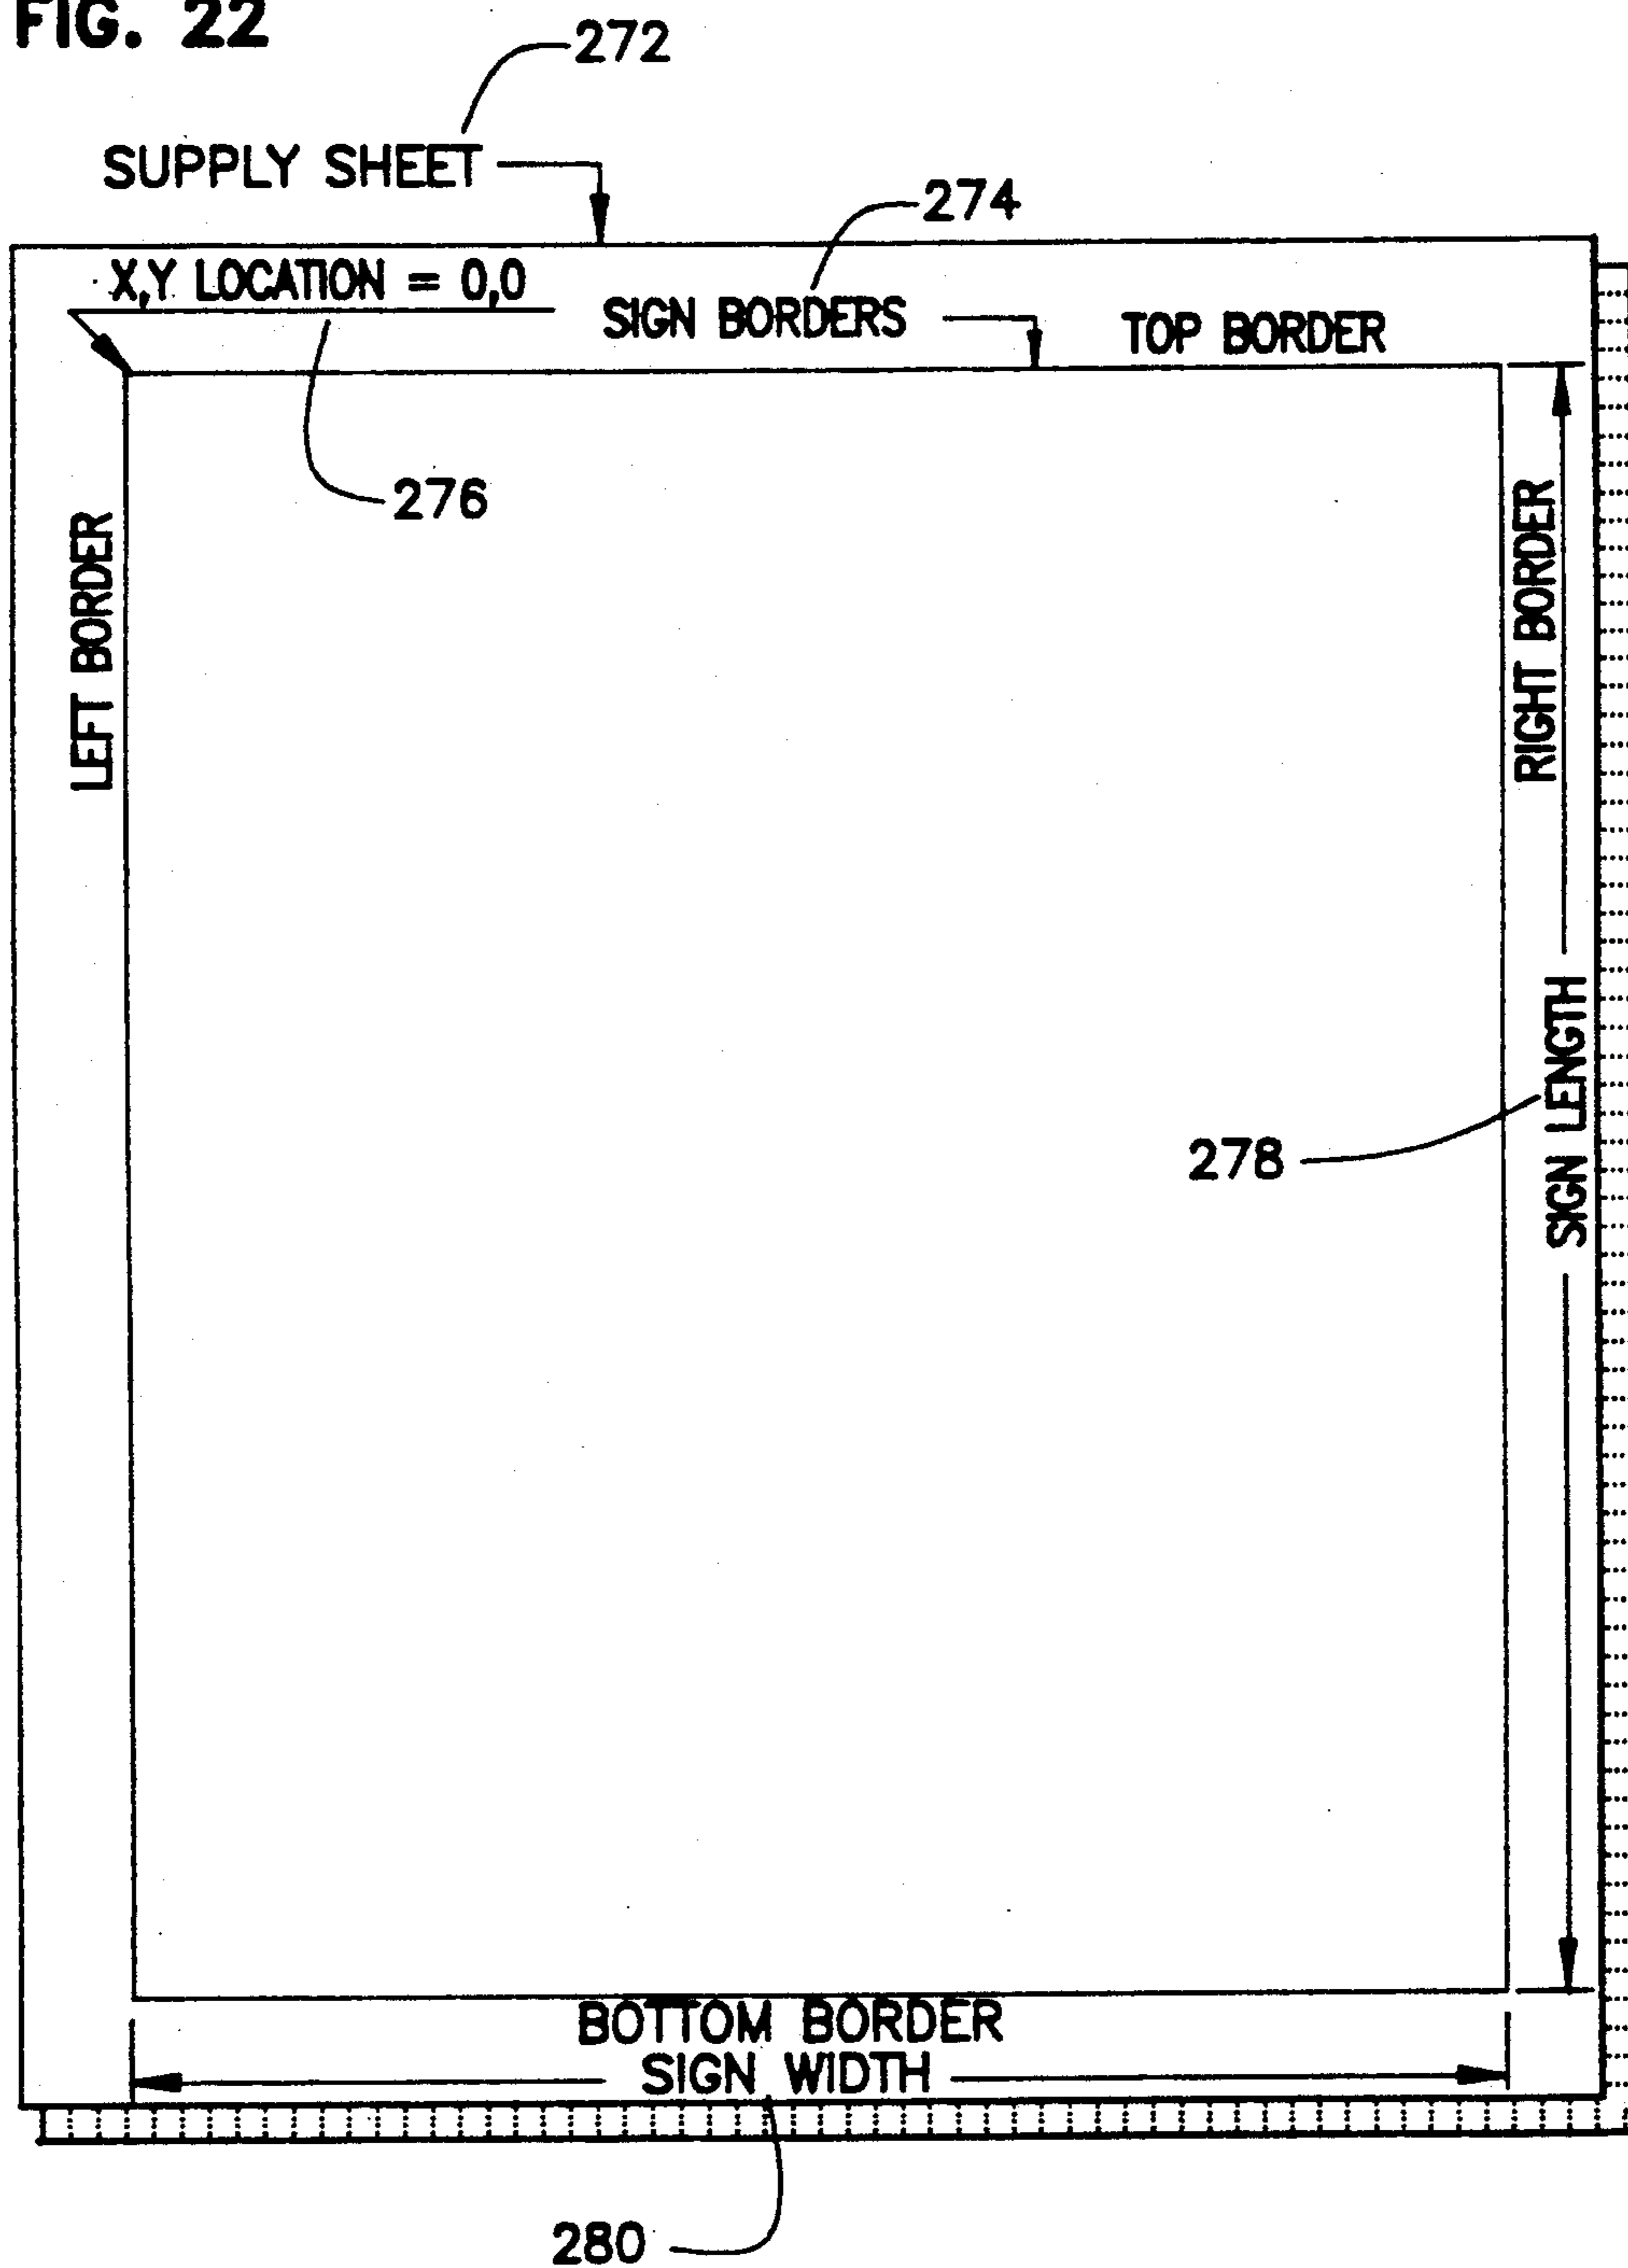 FIG. 22
272
SUPPLY SHEET
274
X,Y LOCATION = 0,0
SIGN BORDERS
TOP BORDER
276
LEFT BORDER
RIGHT BORDER
SIGN LENGTH
278
BOTTOM BORDER
SIGN WIDTH
280